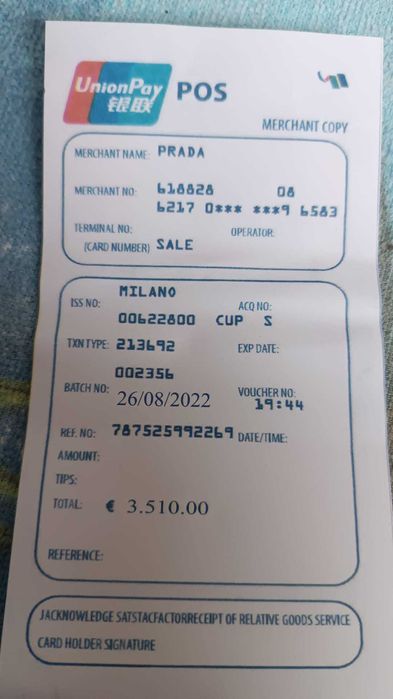 UnionPay
银联
POS
MERCHANT COPY
MERCHANT NAME: PRADA
MERCHANT NO: 618828 08
6217 0*** ***9 6583
TERMINAL NO: OPERATOR:
(CARD NUMBER) SALE
MILANO
ISS NO: ACQ NO:
00622800 CUP S
TXN TYPE: 213692 EXP DATE:
002356
BATCH NO: 26/08/2022 VOUCHER NO:
19:44
REF. NO: 787525992269 DATE/TIME:
AMOUNT:
TIPS:
TOTAL: € 3.510.00
REFERENCE:
JACKNOWLEDGE SATSTACFACTORRECEIPT OF RELATIVE GOODS SERVICE
CARD HOLDER SIGNATURE